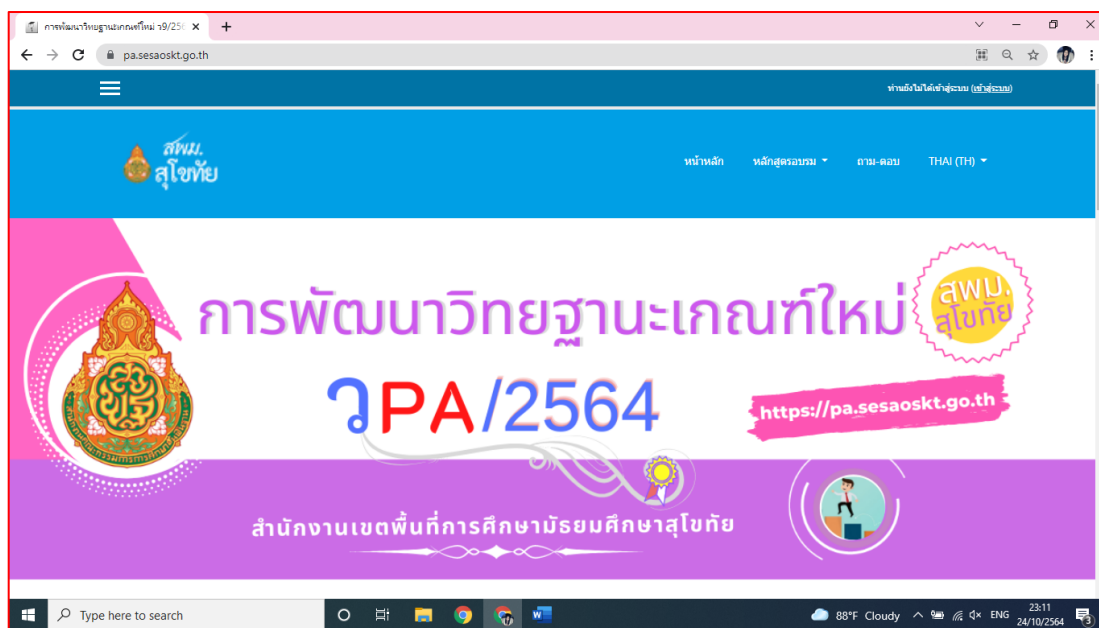 การพัฒนาวิทยฐานะเกณฑ์ใหม่ ว9/256
pa.sesaoskt.go.th
ท่านยังไม่ได้เข้าสู่ระบบ (เข้าสู่ระบบ)
สพม.
สุโขทัย
หน้าหลัก หลักสูตรอบรม ถาม-ตอบ THAI (TH)
การพัฒนาวิทยฐานะเกณฑ์ใหม่
สพม.
สุโขทัย
วPA/2564
https://pa.sesaoskt.go.th
สำนักงานเขตพื้นที่การศึกษามัธยมศึกษาสุโขทัย
Type here to search
88°F Cloudy
ENG
23:11
24/10/2564
3